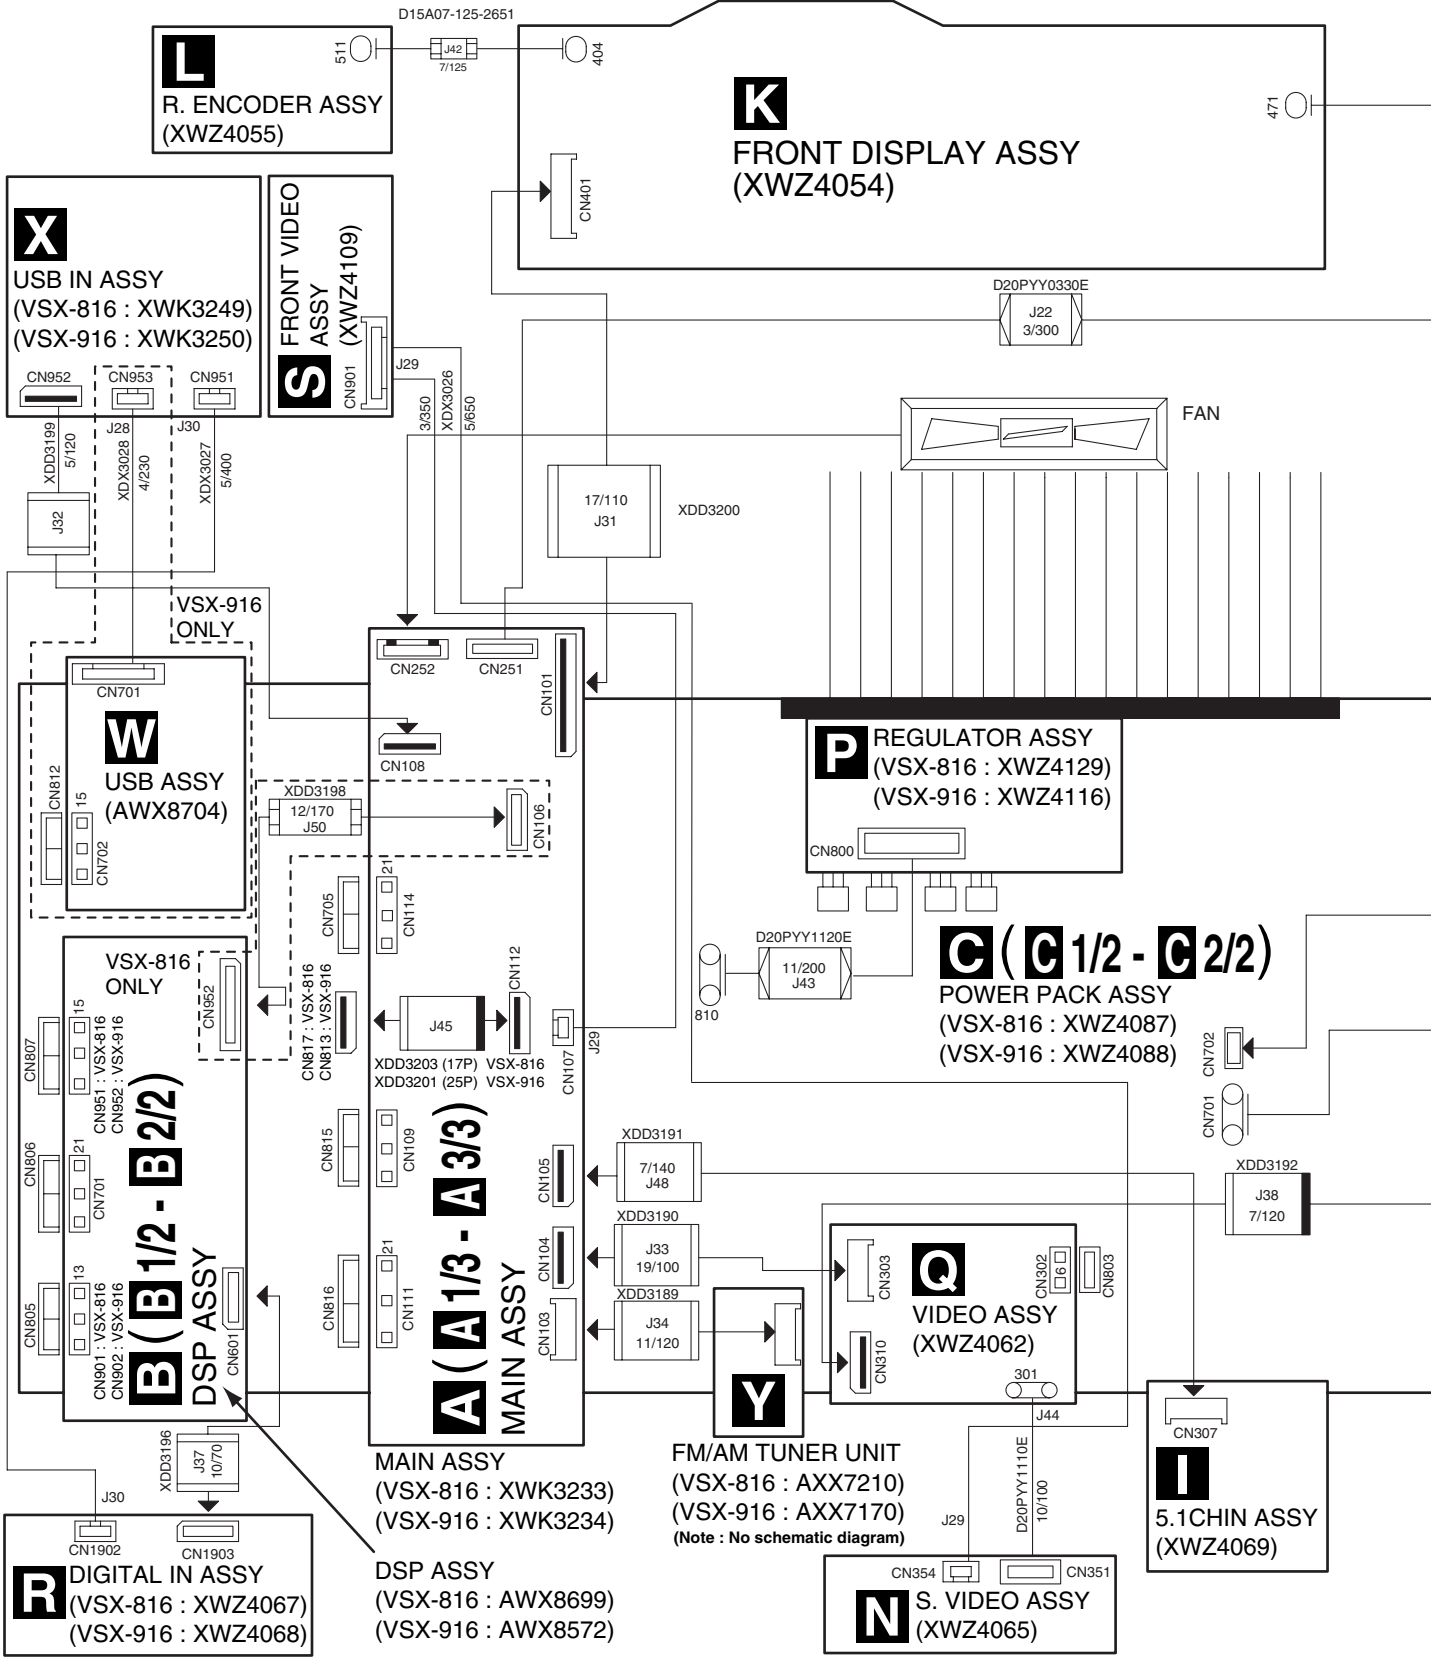 D15A07-125-2651
511
J42
7/125
404
L
R. ENCODER ASSY
(XWZ4055)
K
FRONT DISPLAY ASSY
(XWZ4054)
471
CN401
X
USB IN ASSY
(VSX-816 : XWK3249)
(VSX-916 : XWK3250)
CN952
CN953
CN951
S
FRONT VIDEO
ASSY
(XWZ4109)
CN901
J29
D20PYY0330E
J22
3/300
J28
J30
XDD3199
5/120
XDX3028
4/230
XDX3027
5/400
3/350
XDX3026
5/650
FAN
J32
17/110
J31
XDD3200
VSX-916
ONLY
CN701
W
USB ASSY
(AWX8704)
CN812
15
CN702
CN252
CN251
CN101
CN108
XDD3198
12/170
J50
CN106
P
REGULATOR ASSY
(VSX-816 : XWZ4129)
(VSX-916 : XWZ4116)
CN800
CN705
21
CN114
VSX-816
ONLY
CN952
CN817 : VSX-816
CN813 : VSX-916
J45
CN112
XDD3203 (17P) VSX-816
XDD3201 (25P) VSX-916
CN107
J29
810
D20PYY1120E
11/200
J43
C ( C 1/2 - C 2/2)
POWER PACK ASSY
(VSX-816 : XWZ4087)
(VSX-916 : XWZ4088)
CN702
CN701
CN807
15
CN951 : VSX-816
CN952 : VSX-916
CN806
21
CN701
CN805
13
CN901 : VSX-816
CN902 : VSX-916
B ( B 1/2 - B 2/2)
DSP ASSY
CN601
CN815
CN109
CN816
21
CN111
A ( A 1/3 - A 3/3)
MAIN ASSY
CN105
CN104
CN103
XDD3191
7/140
J48
XDD3190
J33
19/100
XDD3189
J34
11/120
XDD3192
J38
7/120
Q
VIDEO ASSY
(XWZ4062)
CN303
CN310
CN302
6
CN803
301
J44
Y
FM/AM TUNER UNIT
(VSX-816 : AXX7210)
(VSX-916 : AXX7170)
(Note : No schematic diagram)
CN307
I
5.1CHIN ASSY
(XWZ4069)
MAIN ASSY
(VSX-816 : XWK3233)
(VSX-916 : XWK3234)
DSP ASSY
(VSX-816 : AWX8699)
(VSX-916 : AWX8572)
XDD3196
J37
10/70
J30
CN1902
CN1903
R
DIGITAL IN ASSY
(VSX-816 : XWZ4067)
(VSX-916 : XWZ4068)
J29
D20PYY1110E
10/100
CN354
CN351
N
S. VIDEO ASSY
(XWZ4065)